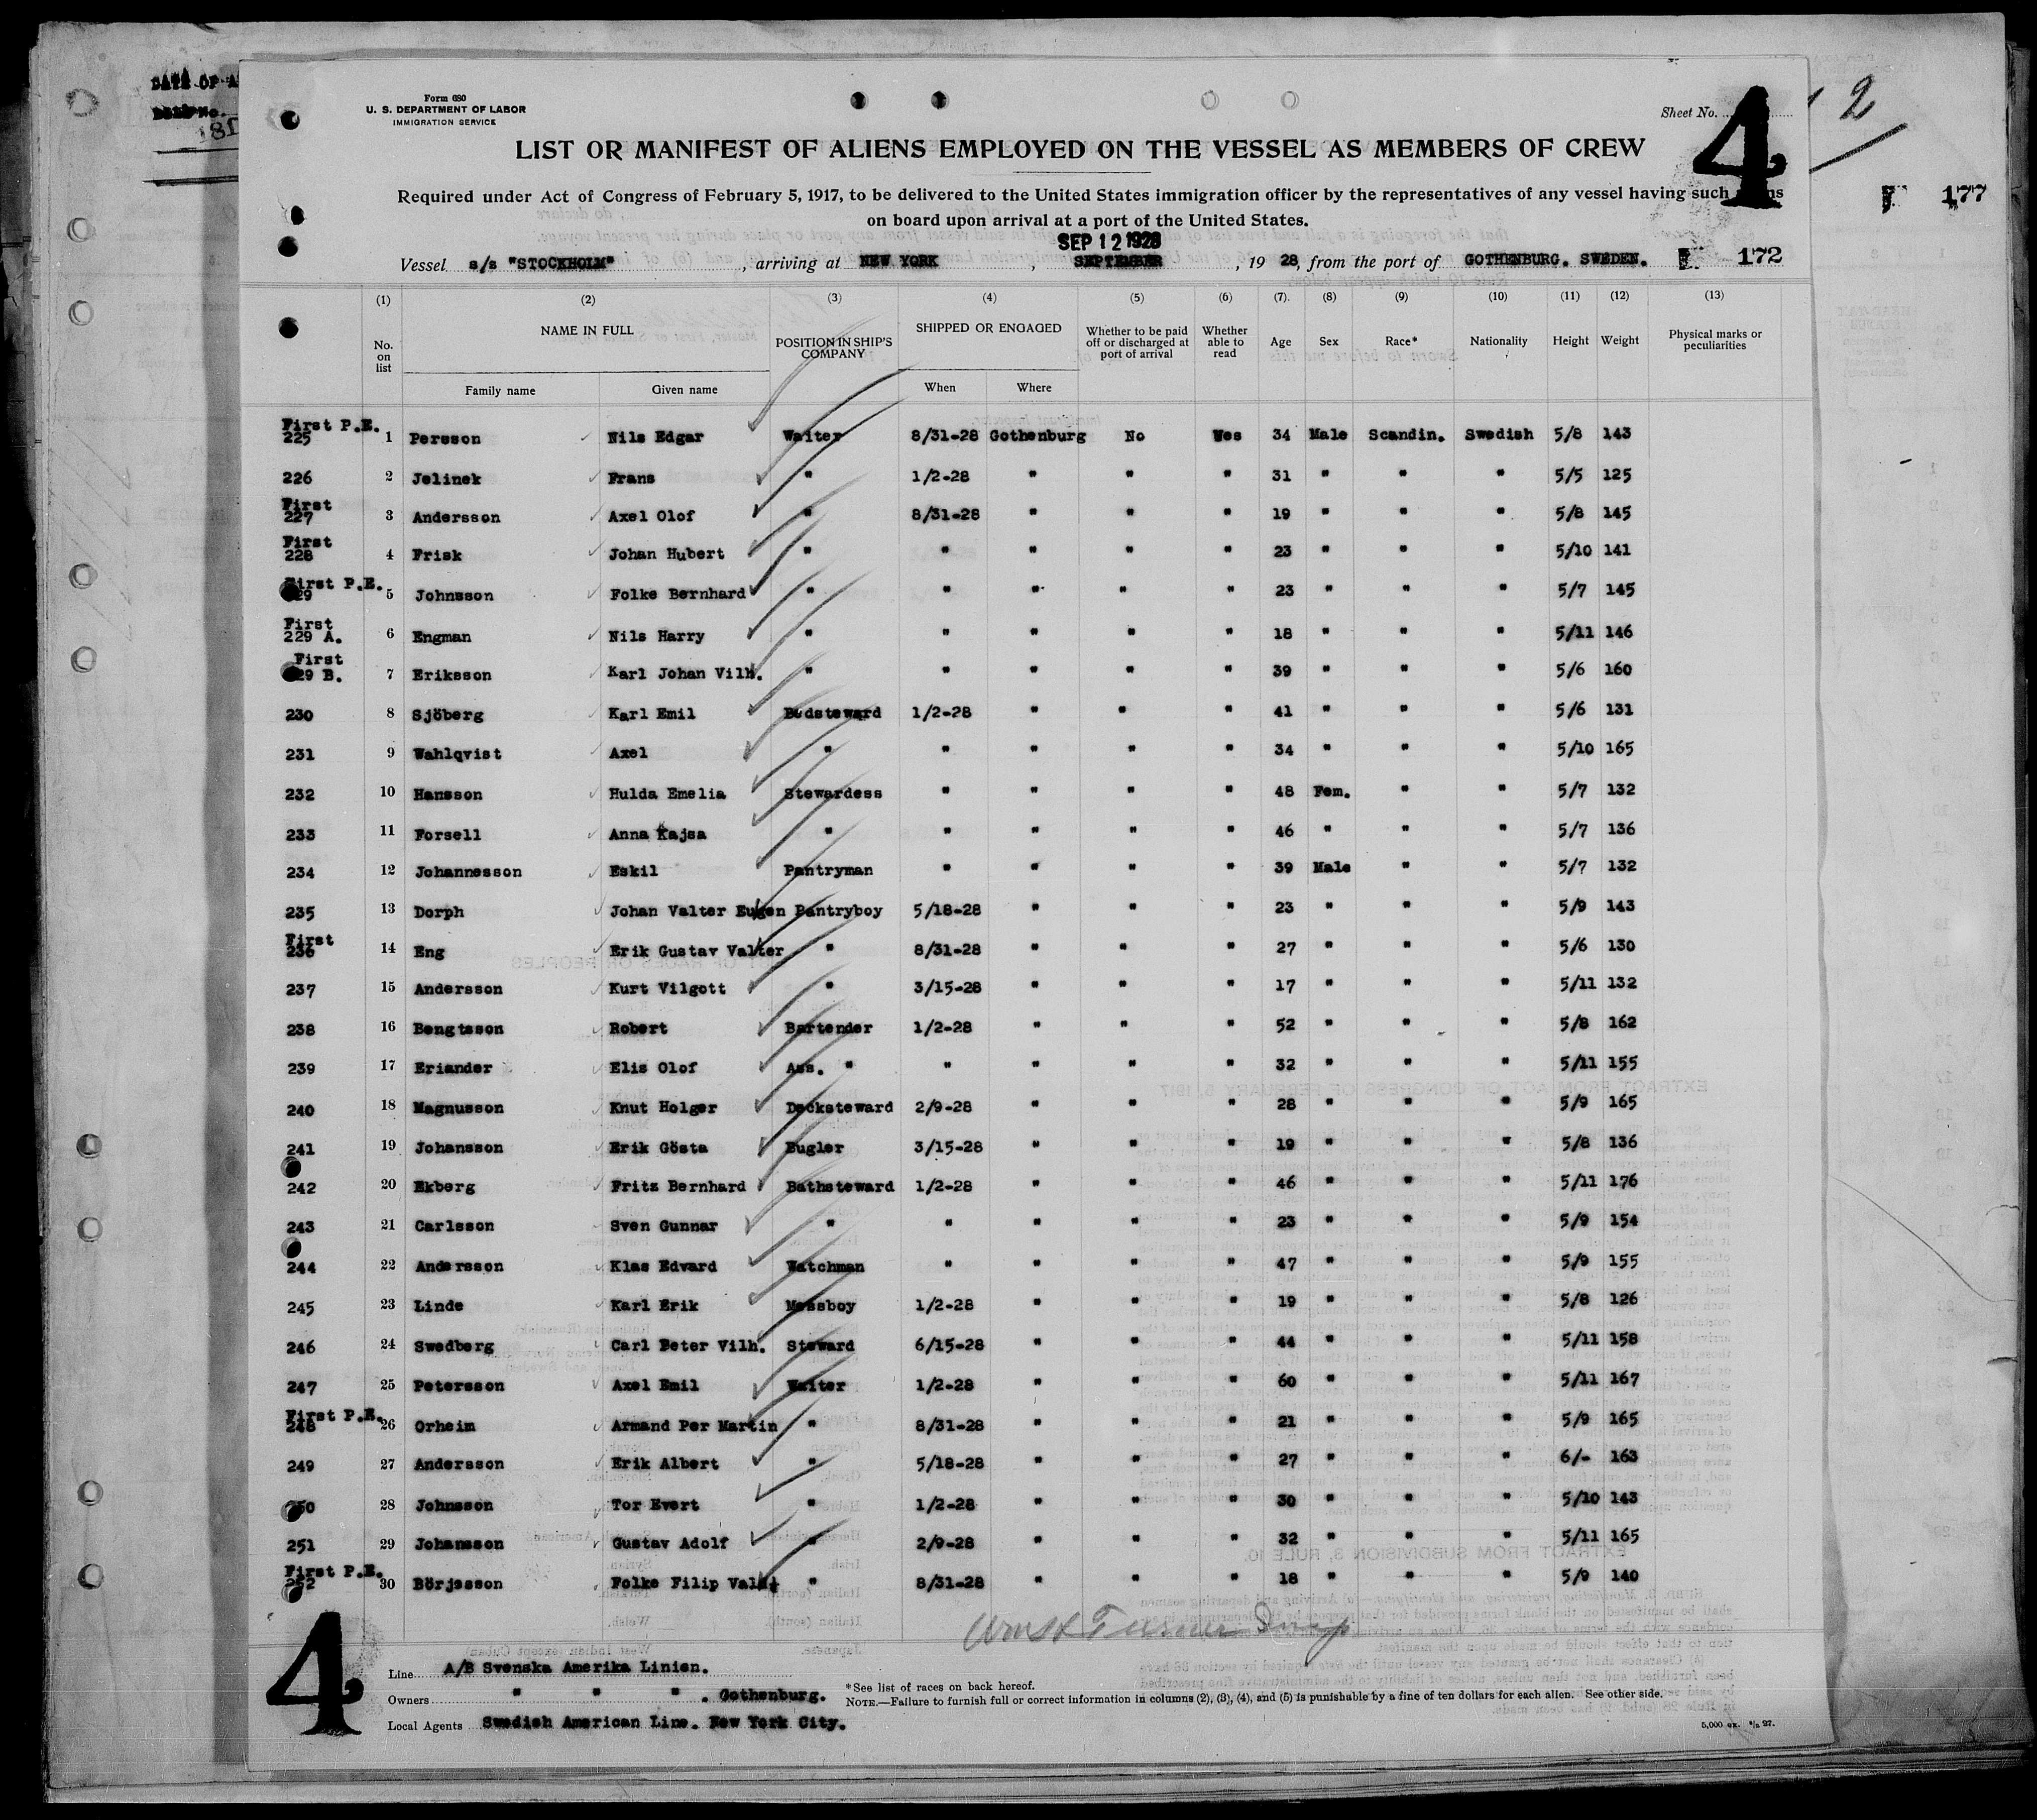 Form 680
U. S. DEPARTMENT OF LABOR
IMMIGRATION SERVICE
Sheet No. 4
2
LIST OR MANIFEST OF ALIENS EMPLOYED ON THE VESSEL AS MEMBERS OF CREW
177
Required under Act of Congress of February 5, 1917, to be delivered to the United States immigration officer by the representatives of any vessel having such
on board upon arrival at a port of the United States.
SEP 12 1928
Vessel s/s "STOCKHOLM", arriving at NEW YORK, SEPTEMBER, 19 28, from the port of GOTHENBURG. SWEDEN. 172
(1) (2) (3) (4) (5) (6) (7). (8) (9) (10) (11) (12) (13)
No. on list NAME IN FULL Family name Given name POSITION IN SHIP'S COMPANY SHIPPED OR ENGAGED When Where Whether to be paid off or discharged at port of arrival Whether able to read Age Sex Race* Nationality Height Weight Physical marks or peculiarities
First P.E.
225 1 Persson Nils Edgar Waiter 8/31-28 Gothenburg No Wes 34 Male Scandin. Swedish 5/8 143
226 2 Jelinek Frans " 1/2-28 " " " 31 " " " 5/5 125
First
227 3 Andersson Axel Olof " 8/31-28 " " " 19 " " " 5/8 145
First
228 4 Frisk Johan Hubert " " " " " 23 " " " 5/10 141
First P.E.
229 5 Johnsson Folke Bernhard " " " " " 23 " " " 5/7 145
First
229 A. 6 Engman Nils Harry " " " " " 18 " " " 5/11 146
First
229 B. 7 Eriksson Karl Johan Vilh. " " " " " 39 " " " 5/6 160
230 8 Sjöberg Karl Emil Bedsteward 1/2-28 " " " 41 " " " 5/6 131
231 9 Wahlqvist Axel " " " " " 34 " " " 5/10 165
232 10 Hansson Hulda Emelia Stewardess " " " " 48 Fem. " " 5/7 132
233 11 Forsell Anna Kajsa " " " " " 46 " " " 5/7 136
234 12 Johannesson Eskil Pantryman " " " " 39 Male " " 5/7 132
235 13 Dorph Johan Valter Eugen Pantryboy 5/18-28 " " " 23 " " " 5/9 143
First
236 14 Eng Erik Gustav Valter " 8/31-28 " " " 27 " " " 5/6 130
237 15 Andersson Kurt Vilgott " 3/15-28 " " " 17 " " " 5/11 132
238 16 Bengtsson Robert Bartender 1/2-28 " " " 52 " " " 5/8 162
239 17 Eriander Elis Olof Ass. " " " " " 32 " " " 5/11 155
240 18 Magnusson Knut Holger Decksteward 2/9-28 " " " 28 " " " 5/9 165
241 19 Johansson Erik Gösta Bugler 3/15-28 " " " 19 " " " 5/8 136
242 20 Ekberg Fritz Bernhard Bathsteward 1/2-28 " " " 46 " " " 5/11 176
243 21 Carlsson Sven Gunnar " " " " " 23 " " " 5/9 154
244 22 Andersson Klas Edvard Watchman " " " " 47 " " " 5/9 155
245 23 Linde Karl Erik Messboy 1/2-28 " " " 19 " " " 5/8 126
246 24 Swedberg Carl Peter Vilh. Steward 6/15-28 " " " 44 " " " 5/11 158
247 25 Petersson Axel Emil Waiter 1/2-28 " " " 60 " " " 5/11 167
First P.E.
248 26 Orheim Armand Per Martin " 8/31-28 " " " 21 " " " 5/9 165
249 27 Andersson Erik Albert " 5/18-28 " " " 27 " " " 6/- 163
250 28 Johnsson Tor Evert " 1/2-28 " " " 30 " " " 5/10 143
251 29 Johansson Gustav Adolf " 2/9-28 " " " 32 " " " 5/11 165
First P.E.
252 30 Börjesson Folke Filip " 8/31-28 " " " 18 " " " 5/9 140
4
Line A/B Svenska Amerika Linien.
Owners " " " . Gothenburg.
Local Agents Swedish American Line. New York City.
*See list of races on back hereof.
NOTE.—Failure to furnish full or correct information in columns (2), (3), (4), and (5) is punishable by a fine of ten dollars for each alien. See other side.